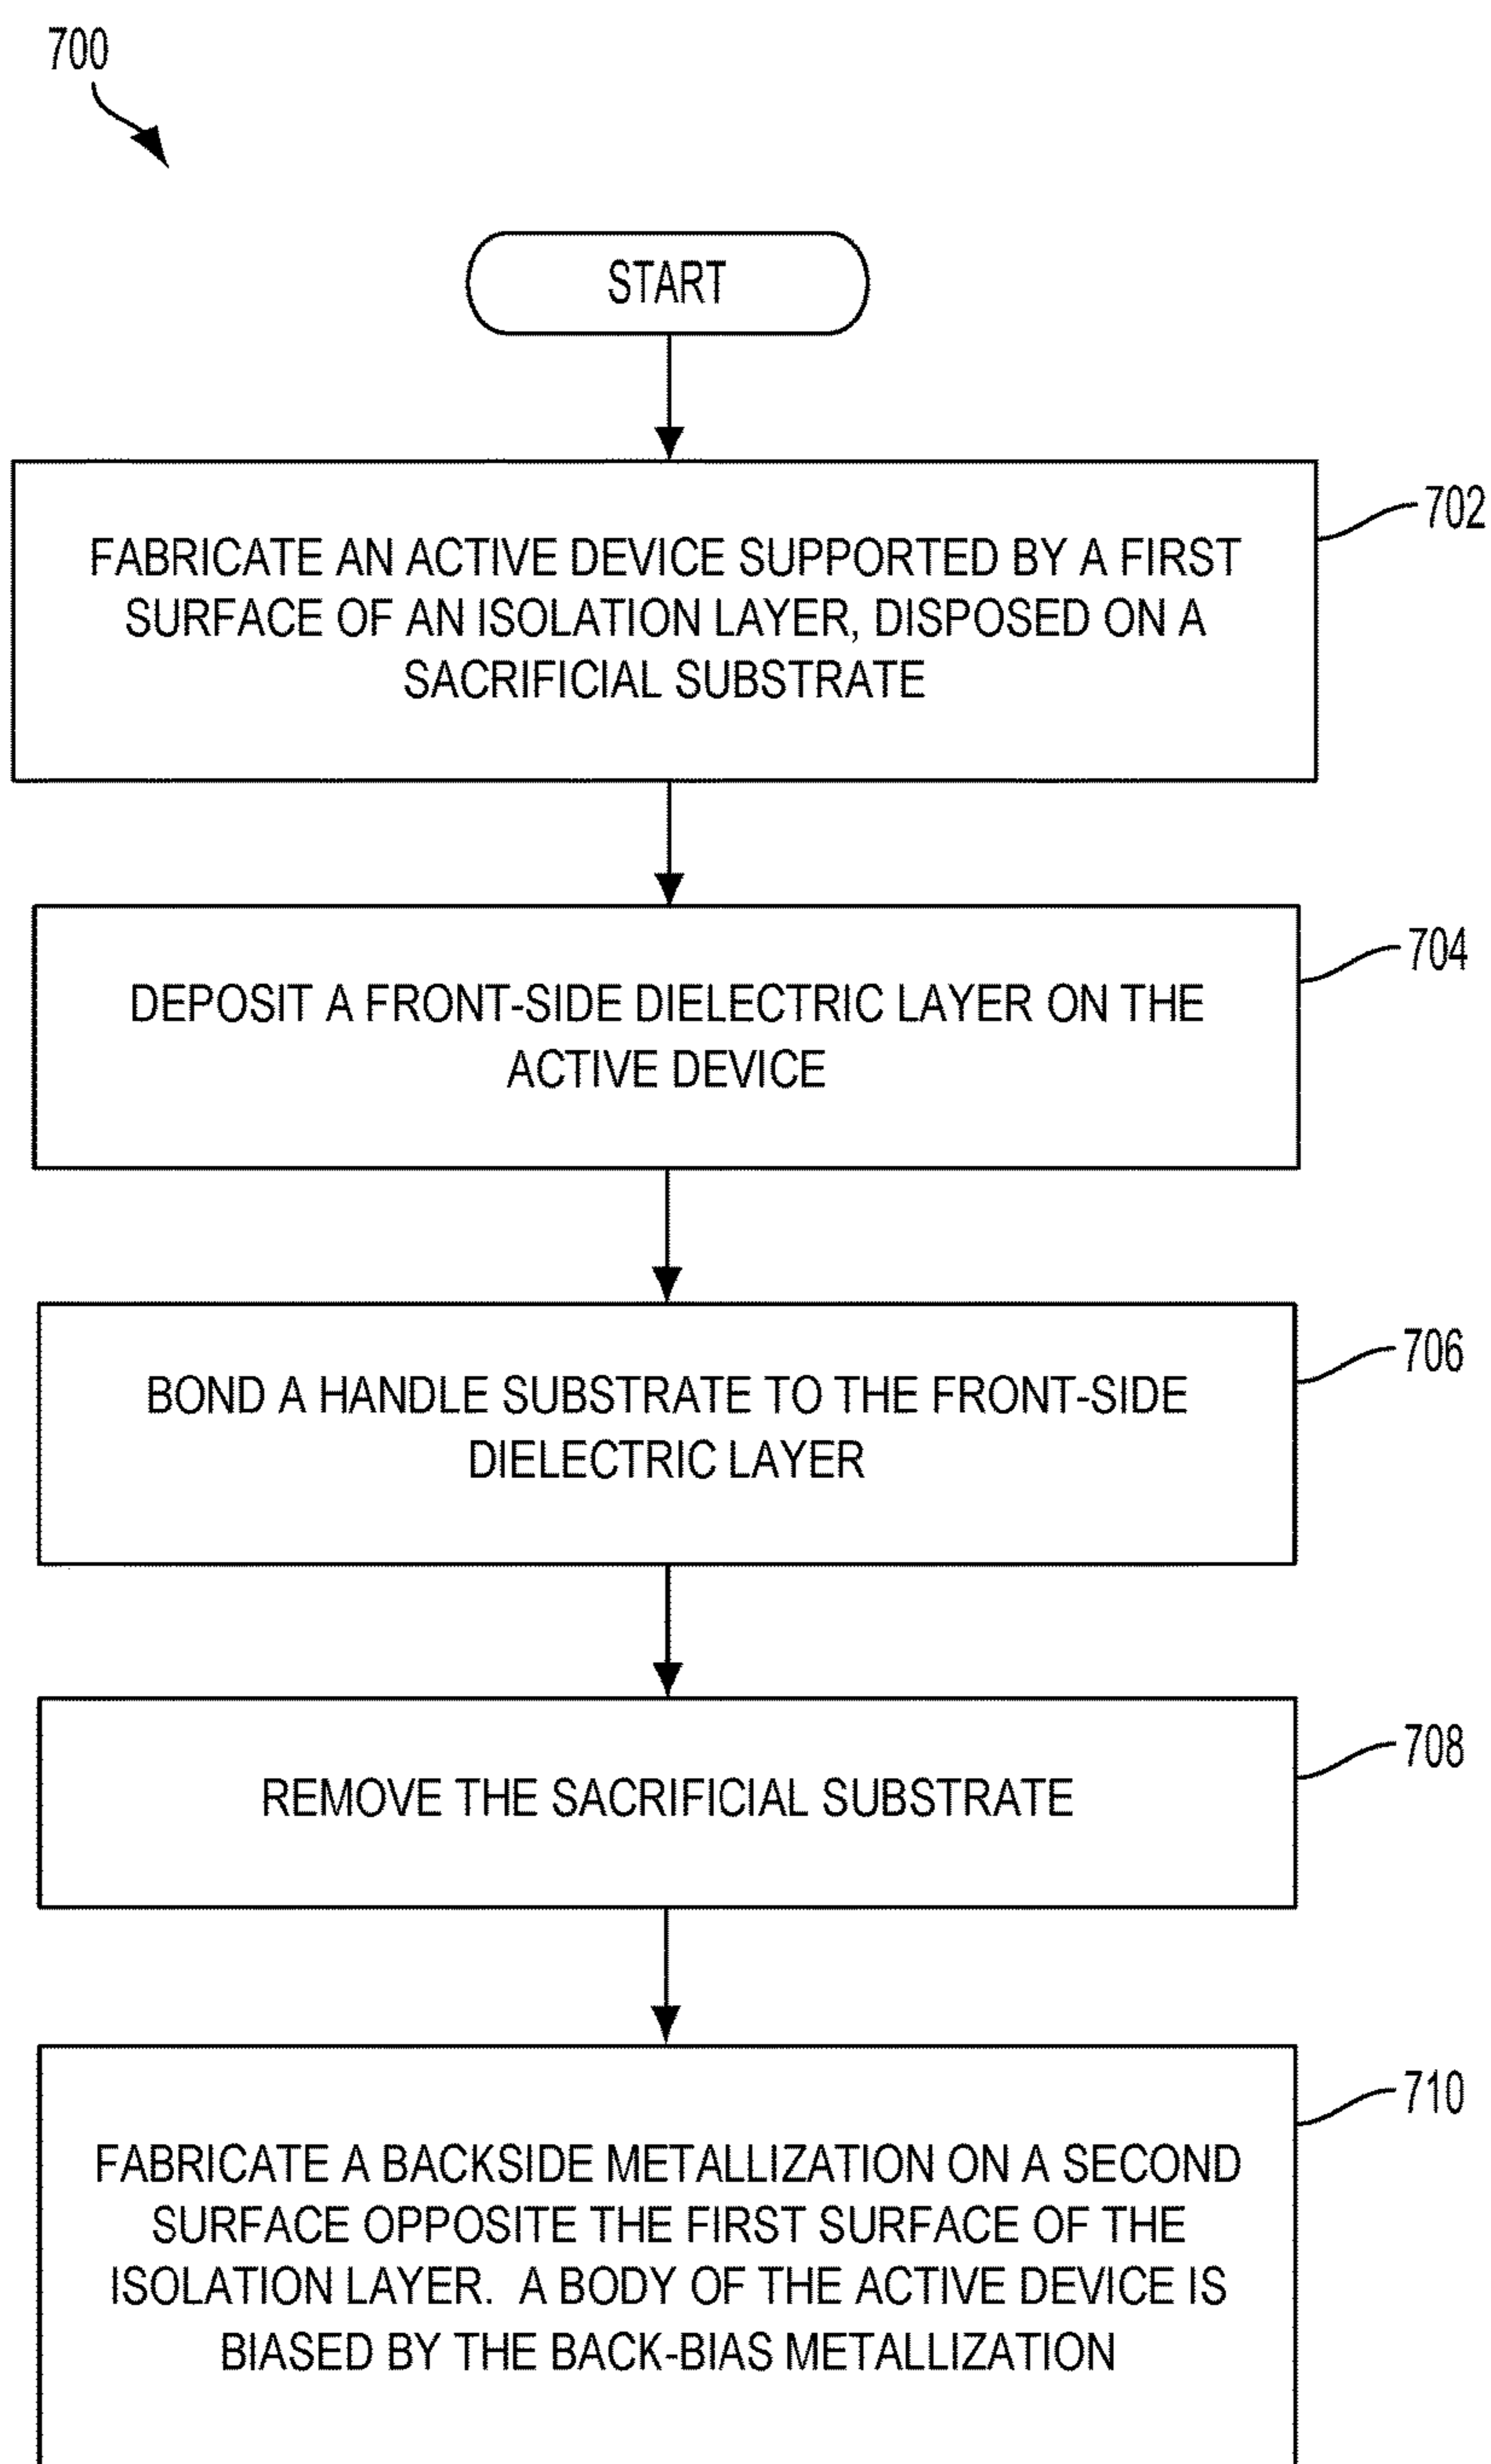 700
START
702
FABRICATE AN ACTIVE DEVICE SUPPORTED BY A FIRST
SURFACE OF AN ISOLATION LAYER, DISPOSED ON A
SACRIFICIAL SUBSTRATE
704
DEPOSIT A FRONT-SIDE DIELECTRIC LAYER ON THE
ACTIVE DEVICE
706
BOND A HANDLE SUBSTRATE TO THE FRONT-SIDE
DIELECTRIC LAYER
708
REMOVE THE SACRIFICIAL SUBSTRATE
710
FABRICATE A BACKSIDE METALLIZATION ON A SECOND
SURFACE OPPOSITE THE FIRST SURFACE OF THE
ISOLATION LAYER.  A BODY OF THE ACTIVE DEVICE IS
BIASED BY THE BACK-BIAS METALLIZATION